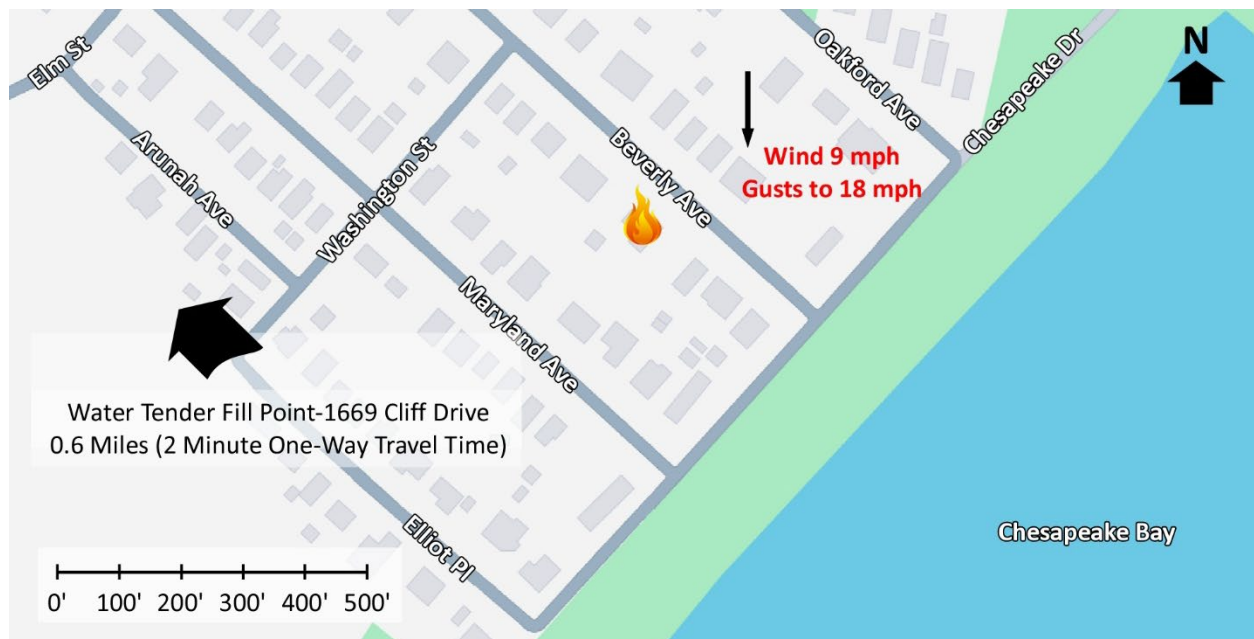 Elm St
Oakford Ave
Chesapeake Dr
N
Arunah Ave
Washington St
Beverly Ave
Wind 9 mph
Gusts to 18 mph
Maryland Ave
Water Tender Fill Point-1669 Cliff Drive
0.6 Miles (2 Minute One-Way Travel Time)
Elliot Pl
Chesapeake Bay
0' 100' 200' 300' 400' 500'